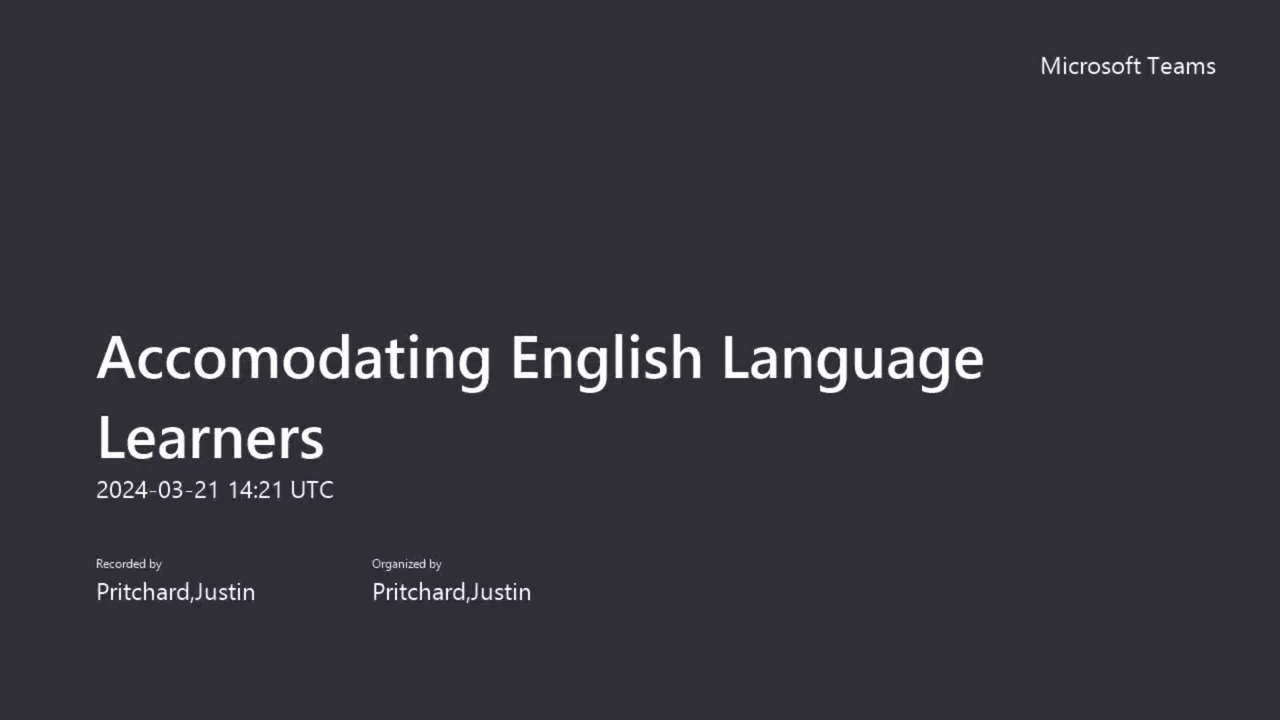 Microsoft Teams
Accomodating English Language
Learners
2024-03-21 14:21 UTC
Recorded by
Pritchard,Justin
Organized by
Pritchard,Justin